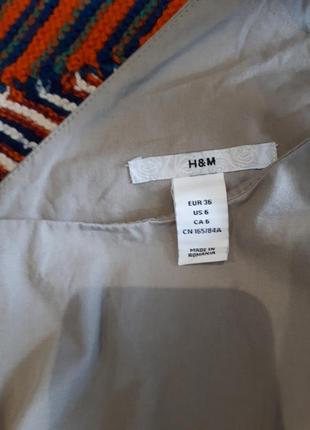 H&M
EUR 36
US 6
CA 6
CN 165/84A
MADE IN
ROMANIA